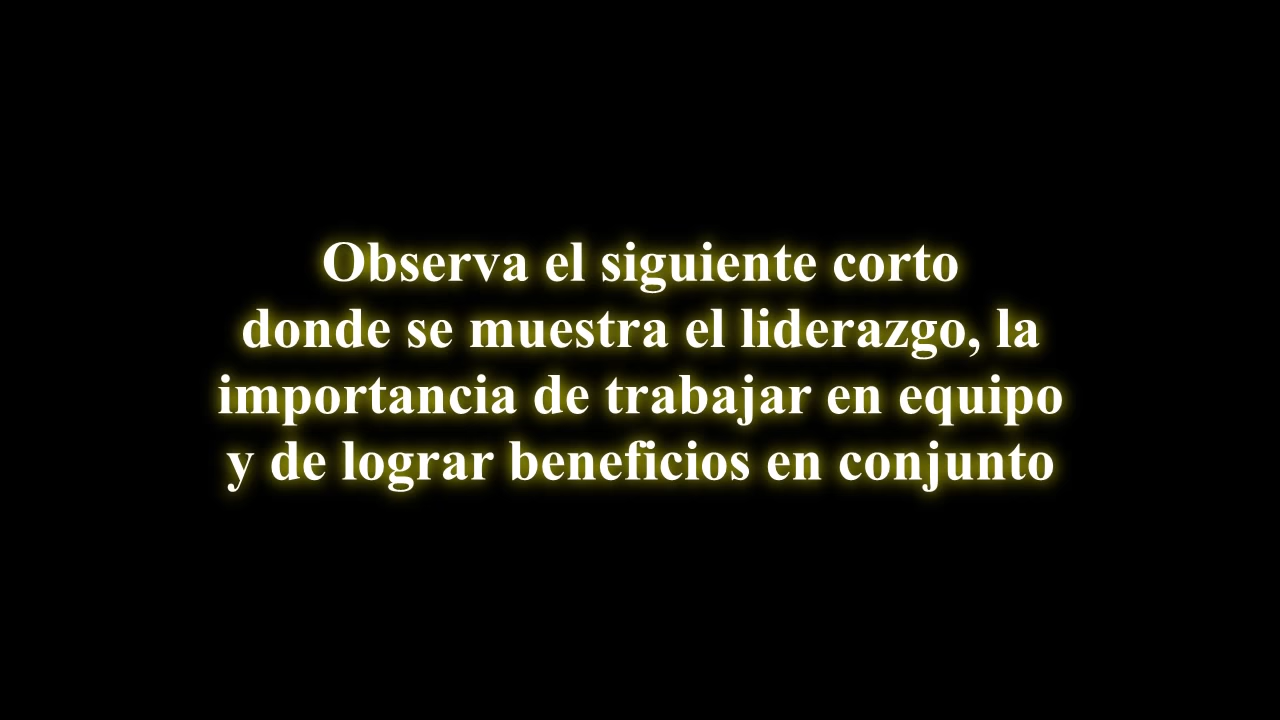 Observa el siguiente corto
donde se muestra el liderazgo, la
importancia de trabajar en equipo
y de lograr beneficios en conjunto